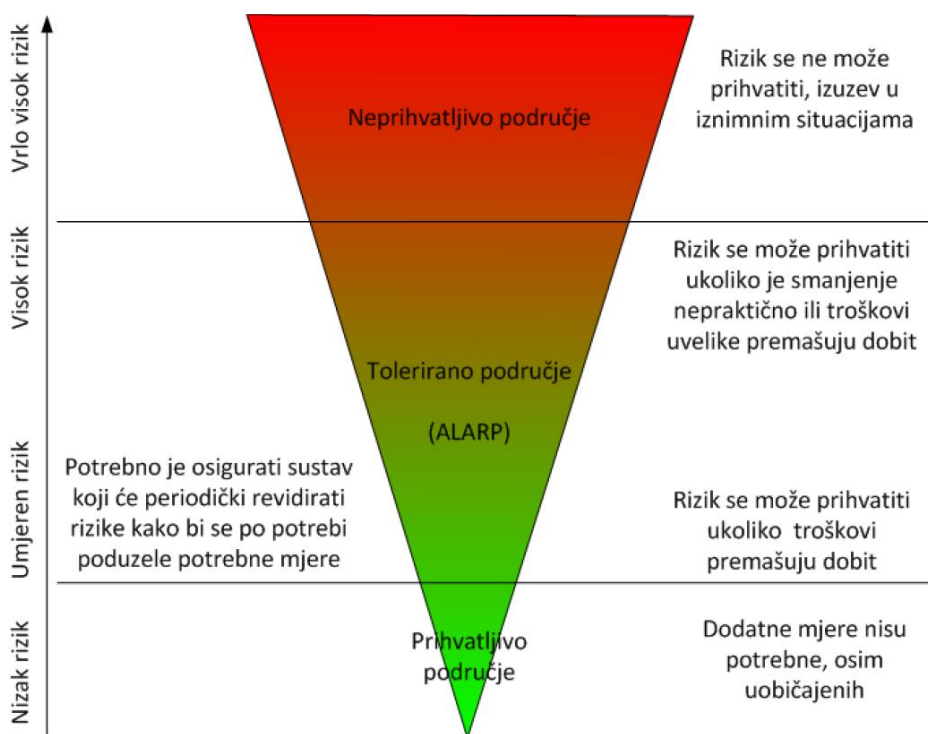 Vrlo visok rizik
Neprihvatljivo područje
Rizik se ne može
prihvatiti, izuzev u
iznimnim situacijama
Visok rizik
Rizik se može prihvatiti
ukoliko je smanjenje
nepraktično ili troškovi
uvelike premašuju dobit
Tolerirano područje
(ALARP)
Umjeren rizik
Potrebno je osigurati sustav
koji će periodički revidirati
rizike kako bi se po potrebi
poduzele potrebne mjere
Rizik se može prihvatiti
ukoliko troškovi
premašuju dobit
Nizak rizik
Prihvatljivo
područje
Dodatne mjere nisu
potrebne, osim
uobičajenih